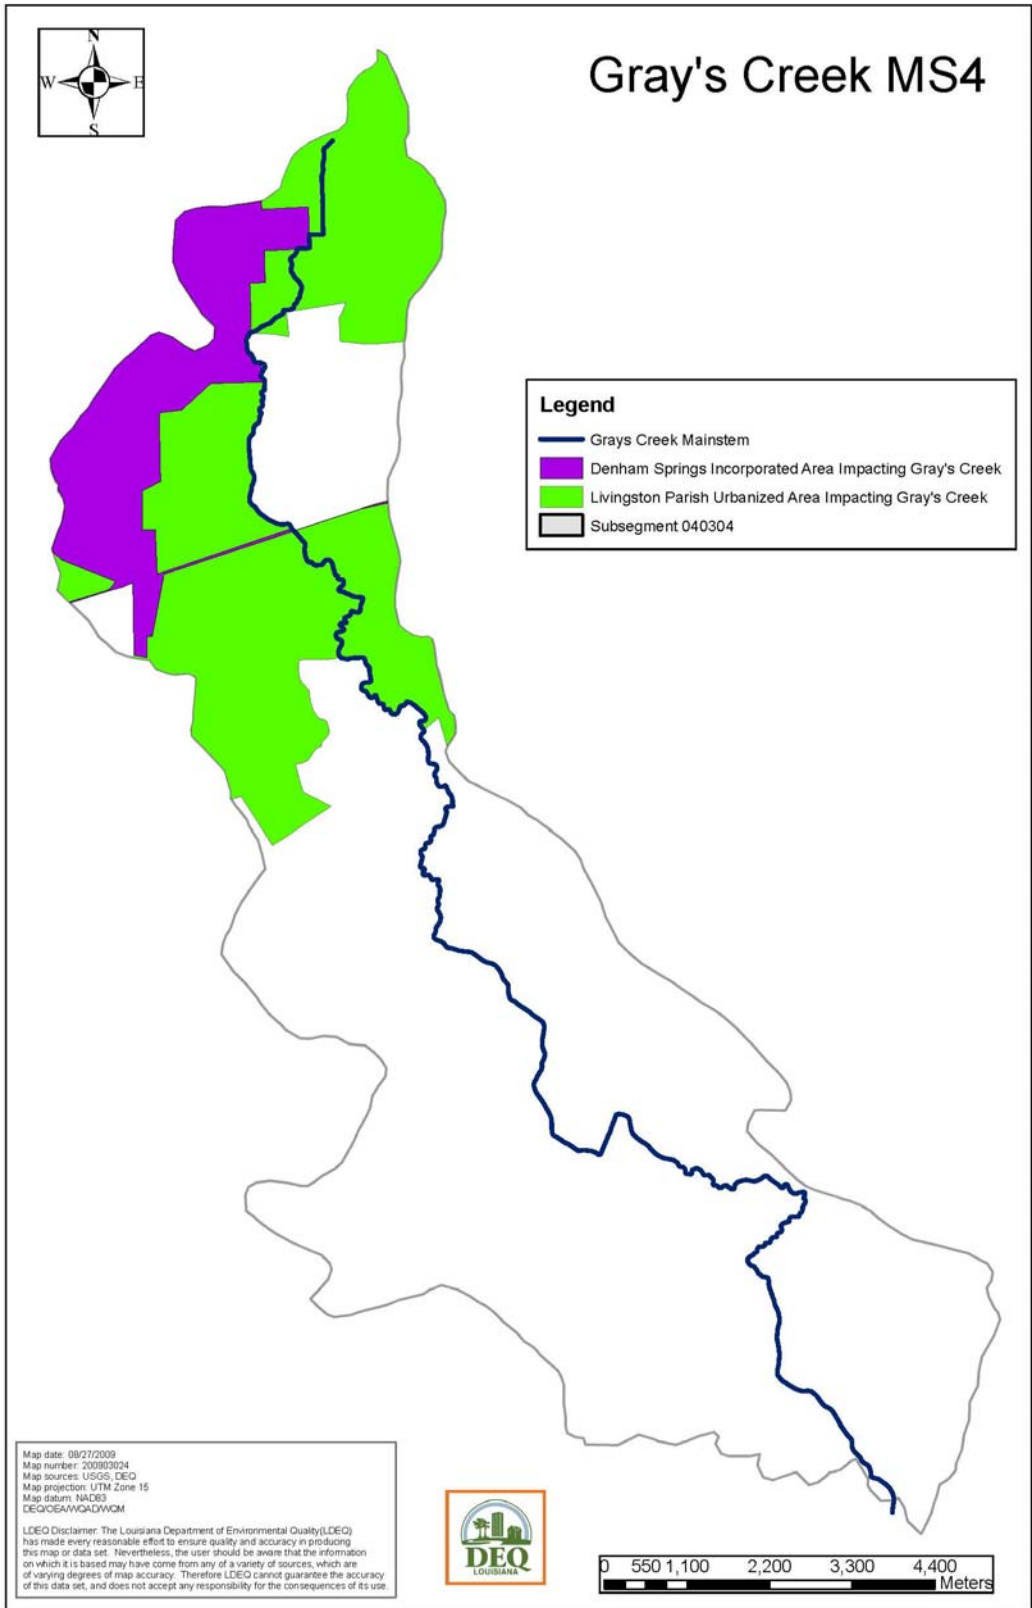 N
W E
S
Gray's Creek MS4
Legend
Grays Creek Mainstem
Denham Springs Incorporated Area Impacting Gray's Creek
Livingston Parish Urbanized Area Impacting Gray's Creek
Subsegment 040304
Map date: 08/27/2009
Map number: 200903024
Map sources: USGS, DEQ
Map projection: UTM Zone 15
Map datum: NAD83
DEQ/OEA/WQAD/WQM
LDEQ Disclaimer: The Louisiana Department of Environmental Quality(LDEQ)
has made every reasonable effort to ensure quality and accuracy in producing
this map or data set. Nevertheless, the user should be aware that the information
on which it is based may have come from any of a variety of sources, which are
of varying degrees of map accuracy. Therefore LDEQ cannot guarantee the accuracy
of this data set, and does not accept any responsibility for the consequences of its use.
DEQ
LOUISIANA
0 550 1,100 2,200 3,300 4,400
Meters